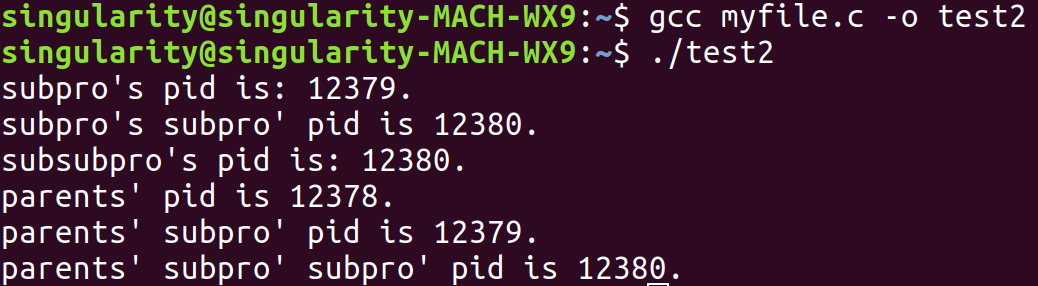 singularity@singularity-MACH-WX9:~$ gcc myfile.c -o test2
singularity@singularity-MACH-WX9:~$ ./test2
subpro's pid is: 12379.
subpro's subpro' pid is 12380.
subsubpro's pid is: 12380.
parents' pid is 12378.
parents' subpro' pid is 12379.
parents' subpro' subpro' pid is 12380.